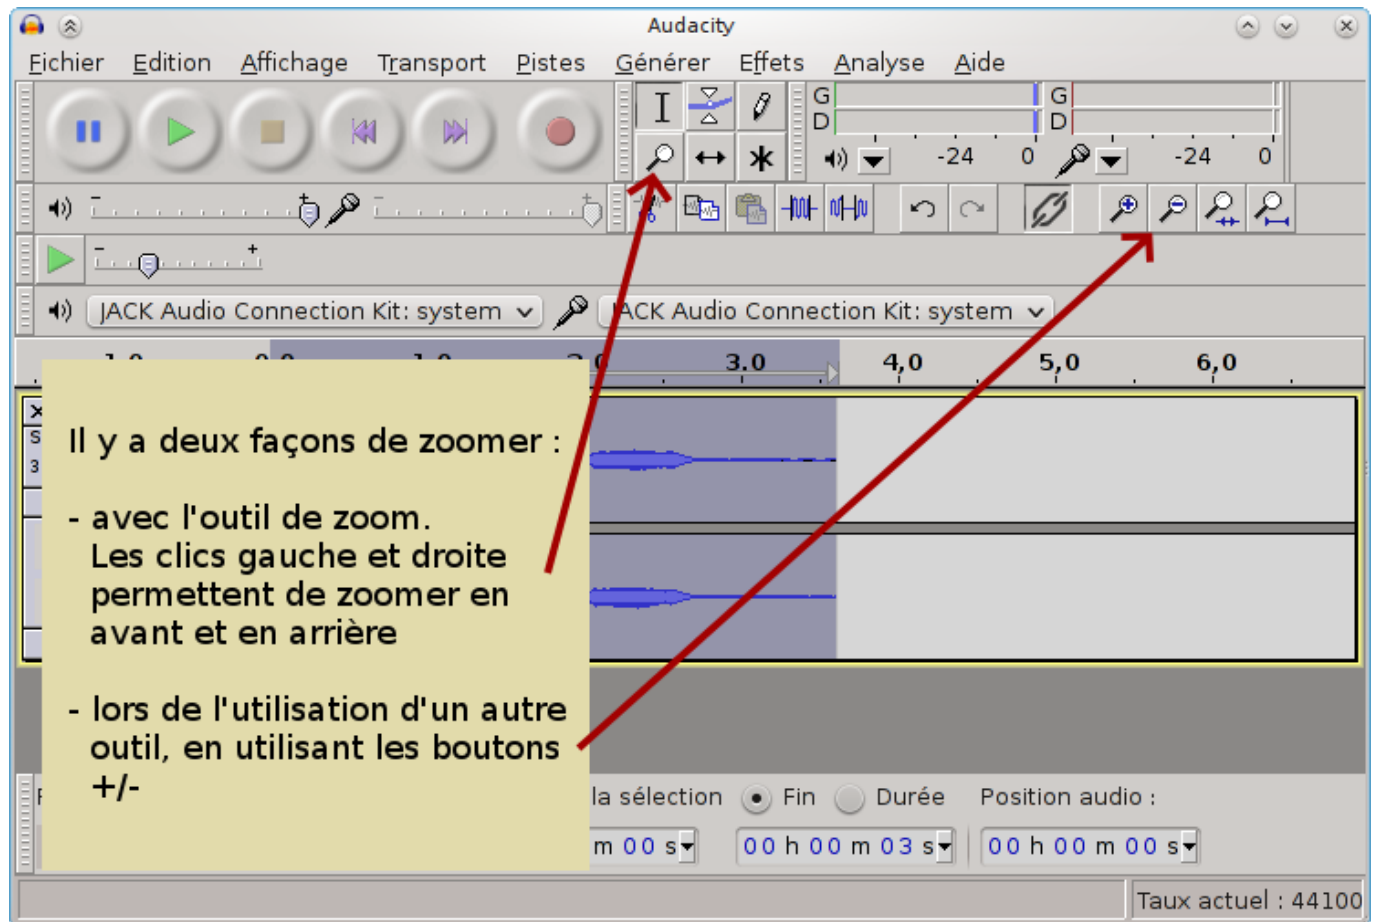 Audacity
Fichier Edition Affichage Transport Pistes Générer Effets Analyse Aide
G G
D D
-24 0 -24 0
- +
JACK Audio Connection Kit: system JACK Audio Connection Kit: system
3,0 4,0 5,0 6,0
Il y a deux façons de zoomer :
- avec l'outil de zoom.
Les clics gauche et droite
permettent de zoomer en
avant et en arrière
- lors de l'utilisation d'un autre
outil, en utilisant les boutons
+/-
la sélection Fin Durée Position audio :
m 00 s 00 h 00 m 03 s 00 h 00 m 00 s
Taux actuel : 44100